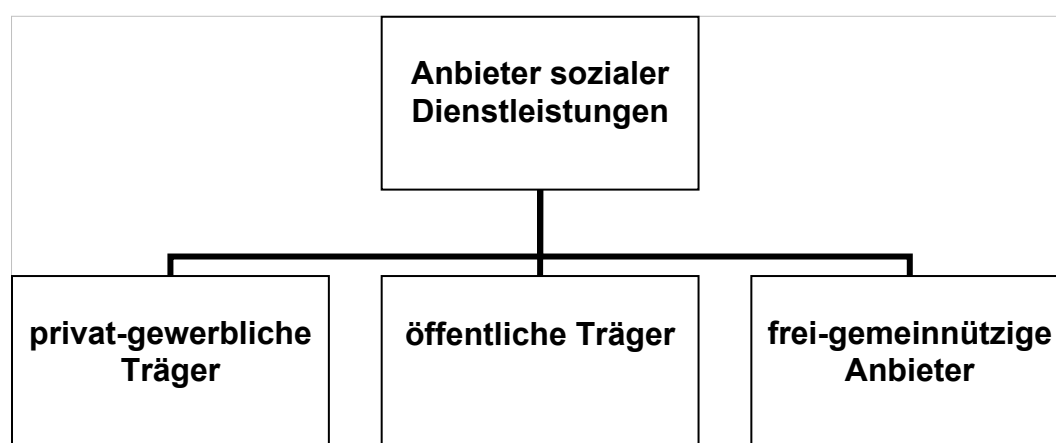 Anbieter sozialer
Dienstleistungen
privat-gewerbliche
Träger
öffentliche Träger
frei-gemeinnützige
Anbieter